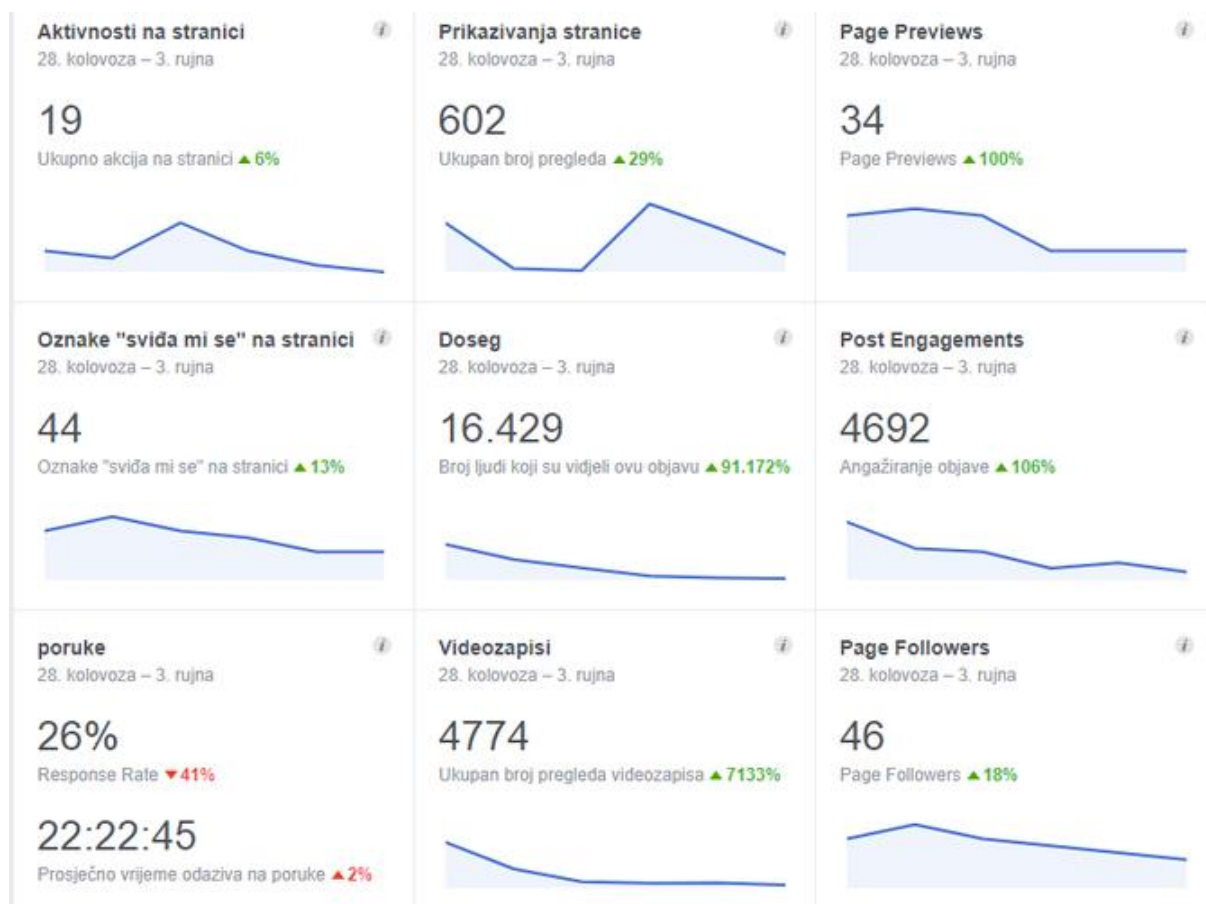 Aktivnosti na stranici
28. kolovoza – 3. rujna
19
Ukupno akcija na stranici ▲ 6%
Prikazivanja stranice
28. kolovoza – 3. rujna
602
Ukupan broj pregleda ▲ 29%
Page Previews
28. kolovoza – 3. rujna
34
Page Previews ▲ 100%
Oznake "sviđa mi se" na stranici
28. kolovoza – 3. rujna
44
Oznake "sviđa mi se" na stranici ▲ 13%
Doseg
28. kolovoza – 3. rujna
16.429
Broj ljudi koji su vidjeli ovu objavu ▲ 91.172%
Post Engagements
28. kolovoza – 3. rujna
4692
Angažiranje objave ▲ 106%
poruke
28. kolovoza – 3. rujna
26%
Response Rate ▼ 41%
22:22:45
Prosječno vrijeme odaziva na poruke ▲ 2%
Videozapisi
28. kolovoza – 3. rujna
4774
Ukupan broj pregleda videozapisa ▲ 7133%
Page Followers
28. kolovoza – 3. rujna
46
Page Followers ▲ 18%